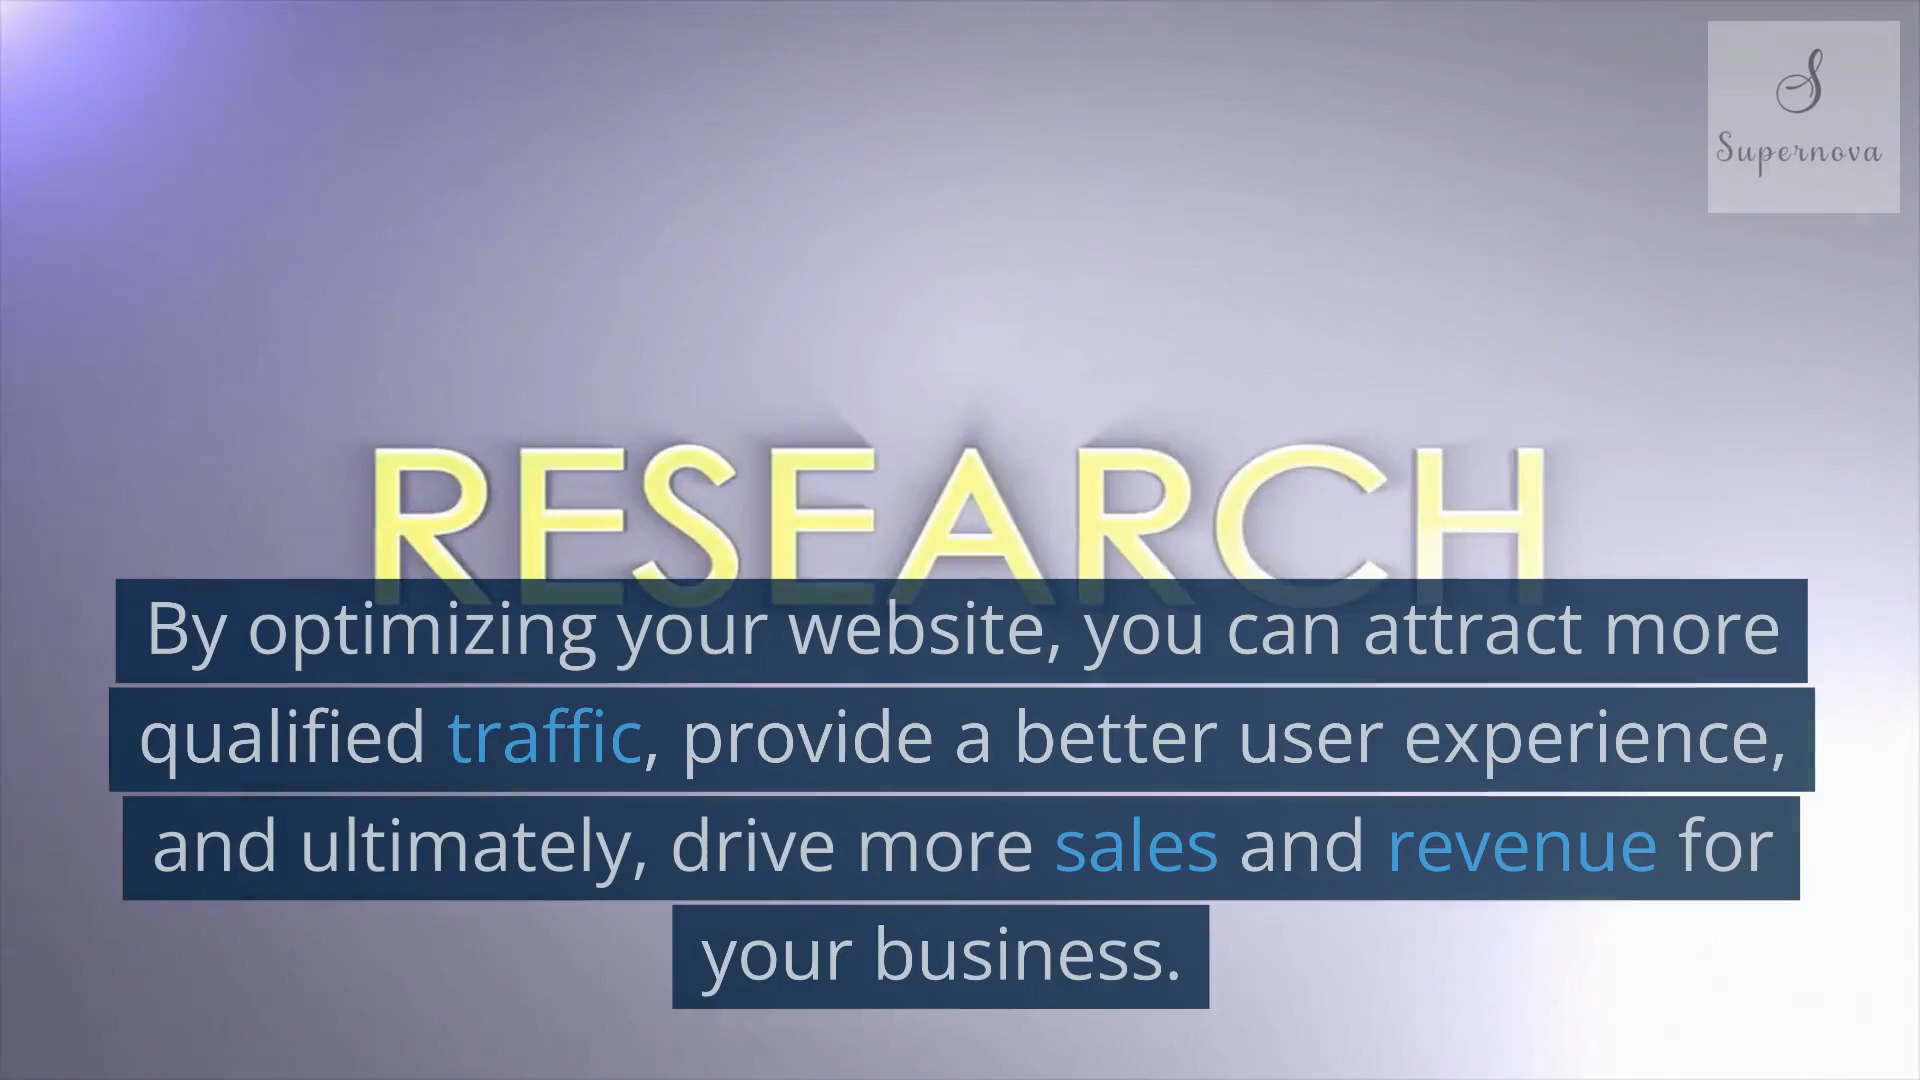 S
Supernova
RESEARCH
By optimizing your website, you can attract more
qualified traffic, provide a better user experience,
and ultimately, drive more sales and revenue for
your business.